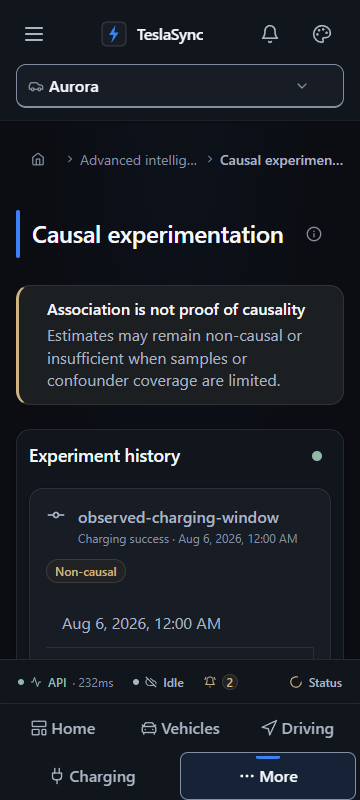 TeslaSync
Aurora
Advanced intellig... Causal experimen...
Causal experimentation
Association is not proof of causality
Estimates may remain non-causal or
insufficient when samples or
confounder coverage are limited.
Experiment history
observed-charging-window
Charging success · Aug 6, 2026, 12:00 AM
Non-causal
Aug 6, 2026, 12:00 AM
API · 232ms Idle 2 Status
Home Vehicles Driving
Charging More